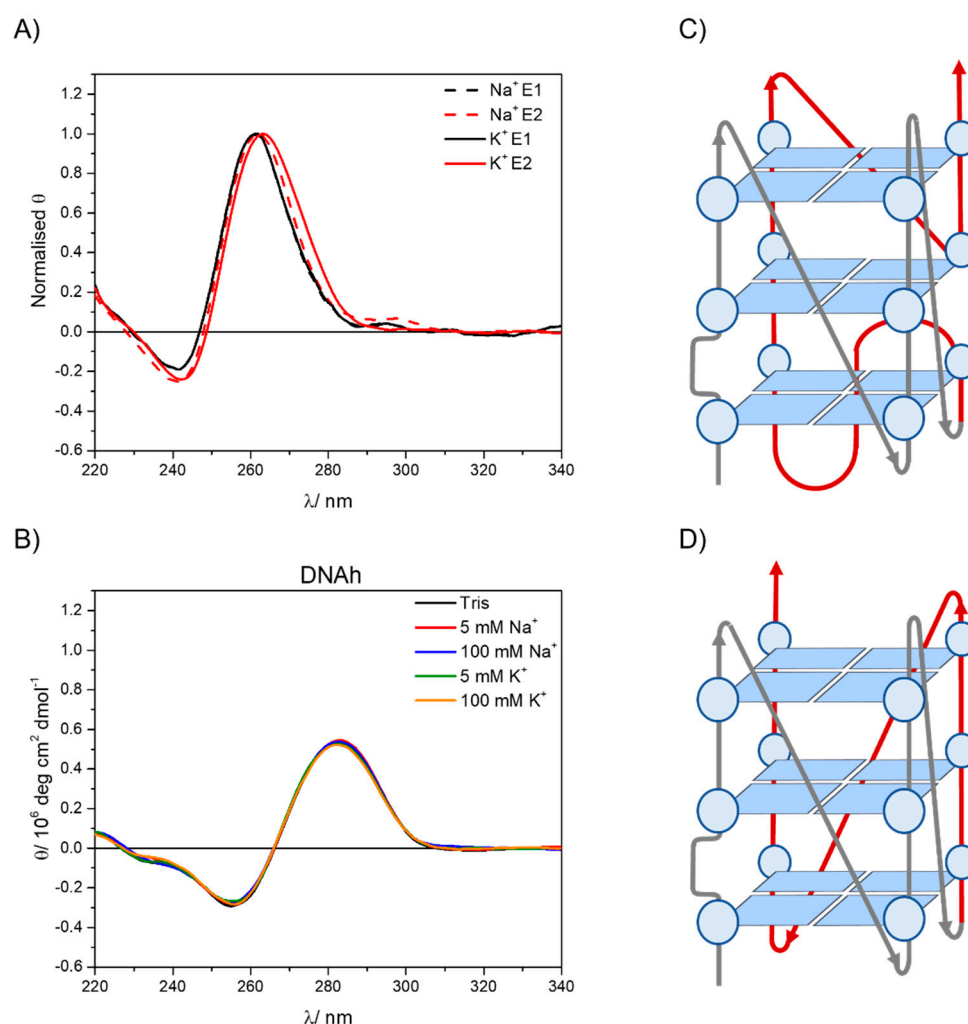 A)
1.2
1.0
0.8
0.6
0.4
0.2
0.0
-0.2
-0.4
-0.6
Normalised θ
Na⁺ E1
Na⁺ E2
K⁺ E1
K⁺ E2
220 240 260 280 300 320 340
λ/ nm
C)
B)
DNAh
1.2
1.0
0.8
0.6
0.4
0.2
0.0
-0.2
-0.4
-0.6
θ/ 10⁶ deg cm² dmol⁻¹
Tris
5 mM Na⁺
100 mM Na⁺
5 mM K⁺
100 mM K⁺
220 240 260 280 300 320 340
λ/ nm
D)